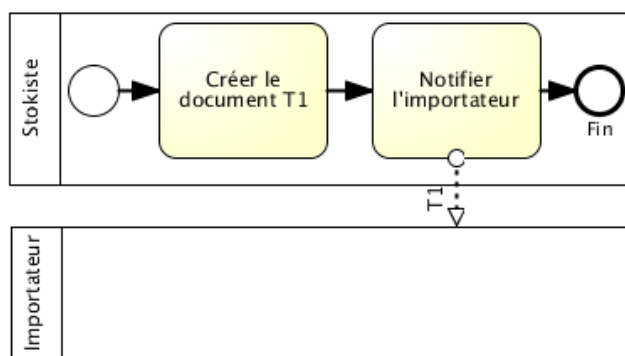 Stokiste
Créer le
document T1
Notifier
l'importateur
Fin
T1
Importateur